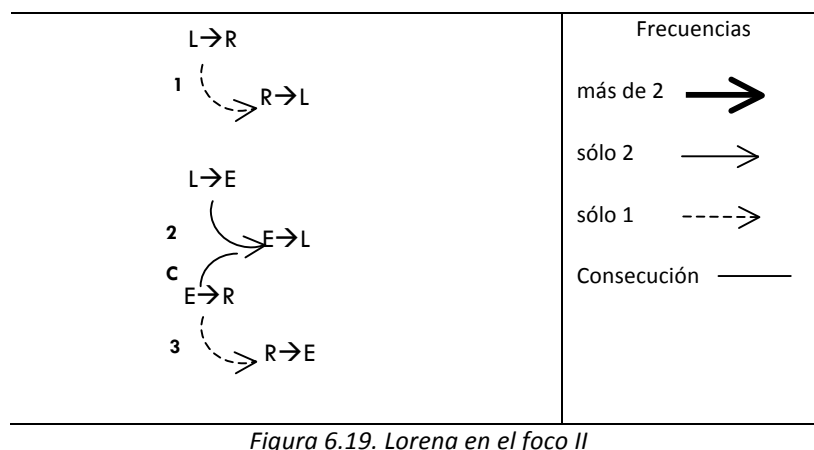 L→R
1
R→L
L→E
2
E→L
C
E→R
3
R→E
Frecuencias
más de 2
sólo 2
sólo 1
Consecución
Figura 6.19. Lorena en el foco II